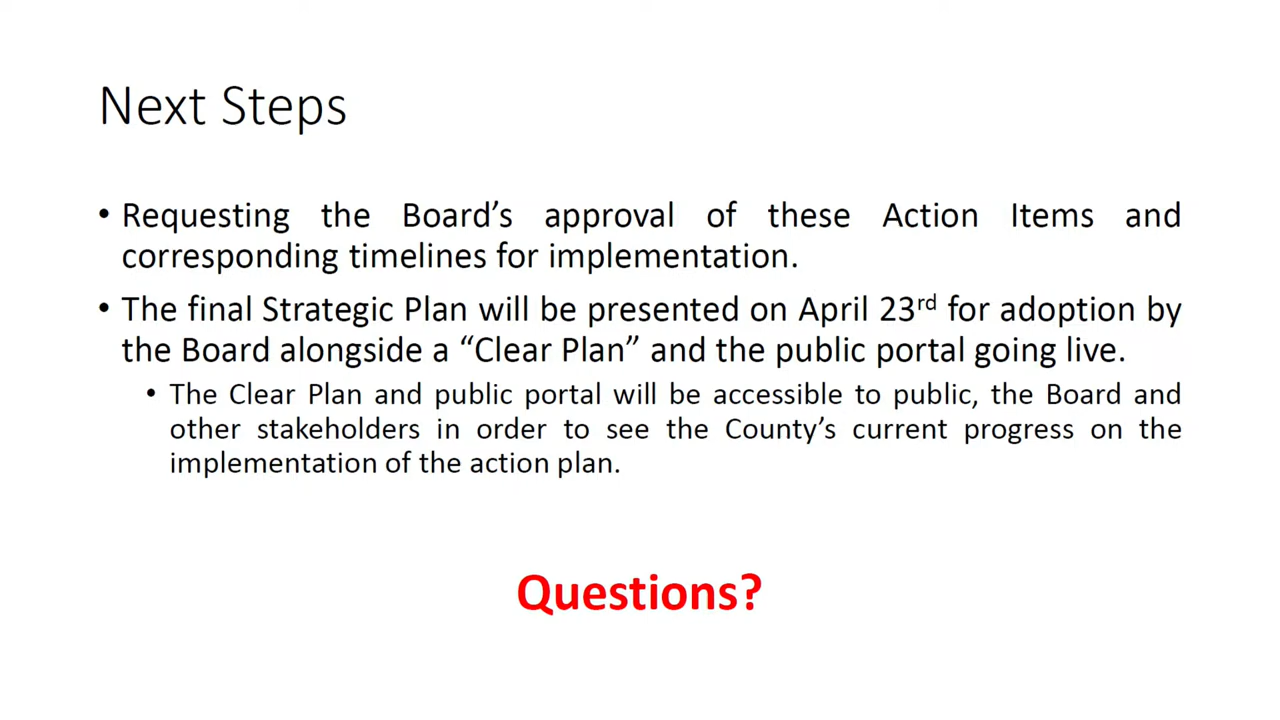 Next Steps
• Requesting the Board’s approval of these Action Items and
corresponding timelines for implementation.
• The final Strategic Plan will be presented on April 23rd for adoption by
the Board alongside a “Clear Plan” and the public portal going live.
• The Clear Plan and public portal will be accessible to public, the Board and
other stakeholders in order to see the County’s current progress on the
implementation of the action plan.
Questions?